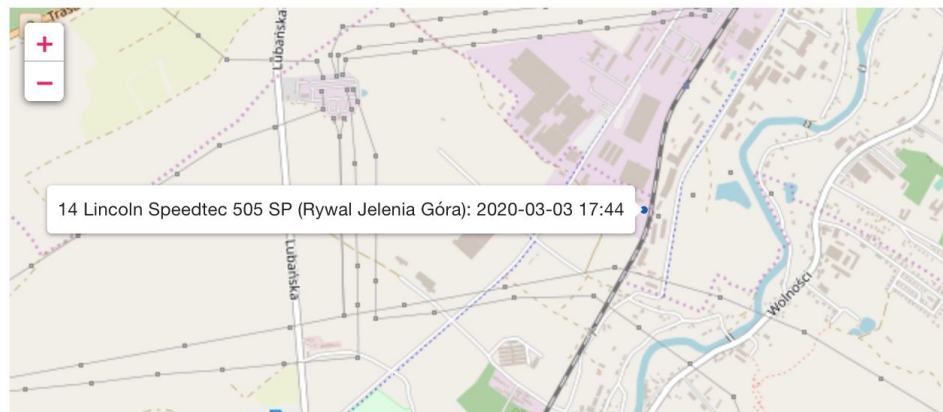 Trasa
+
−
Lubańska
14 Lincoln Speedtec 505 SP (Rywal Jelenia Góra): 2020-03-03 17:44
Lubańska
Wolności